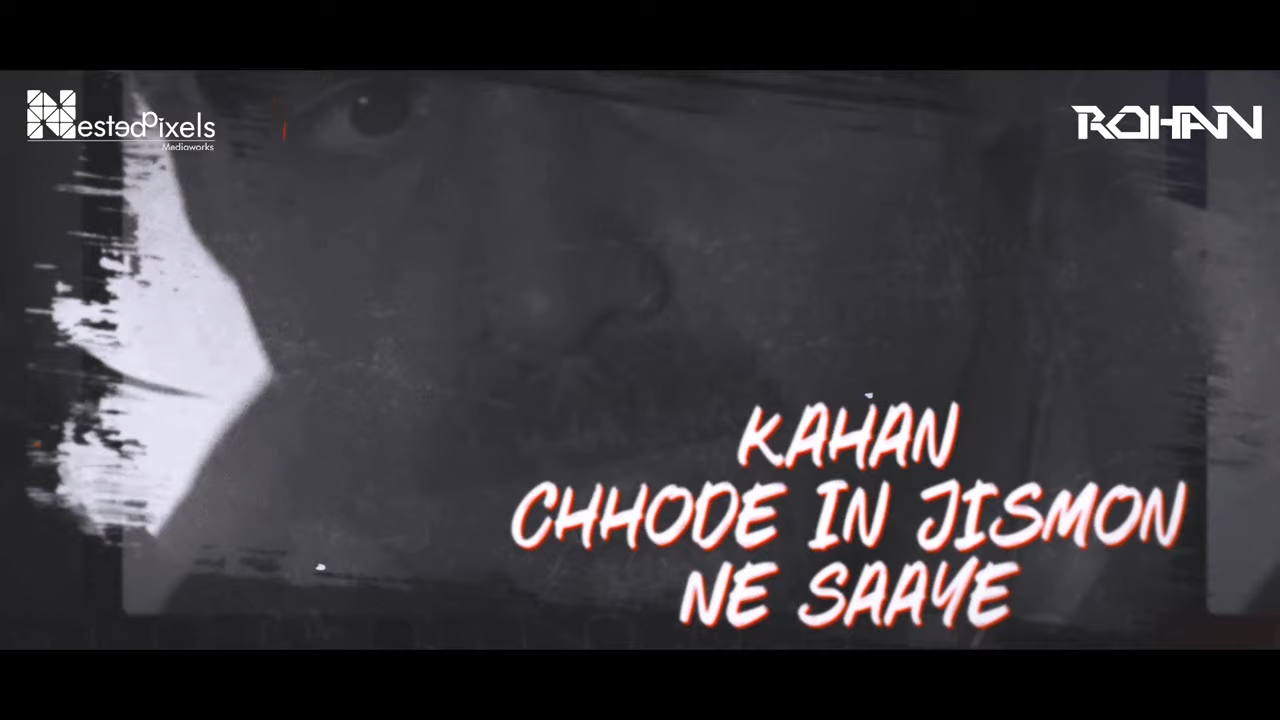 NestedPixels
Mediaworks
ROHAN
KAHAN
CHHODE IN JISMON
NE SAAYE